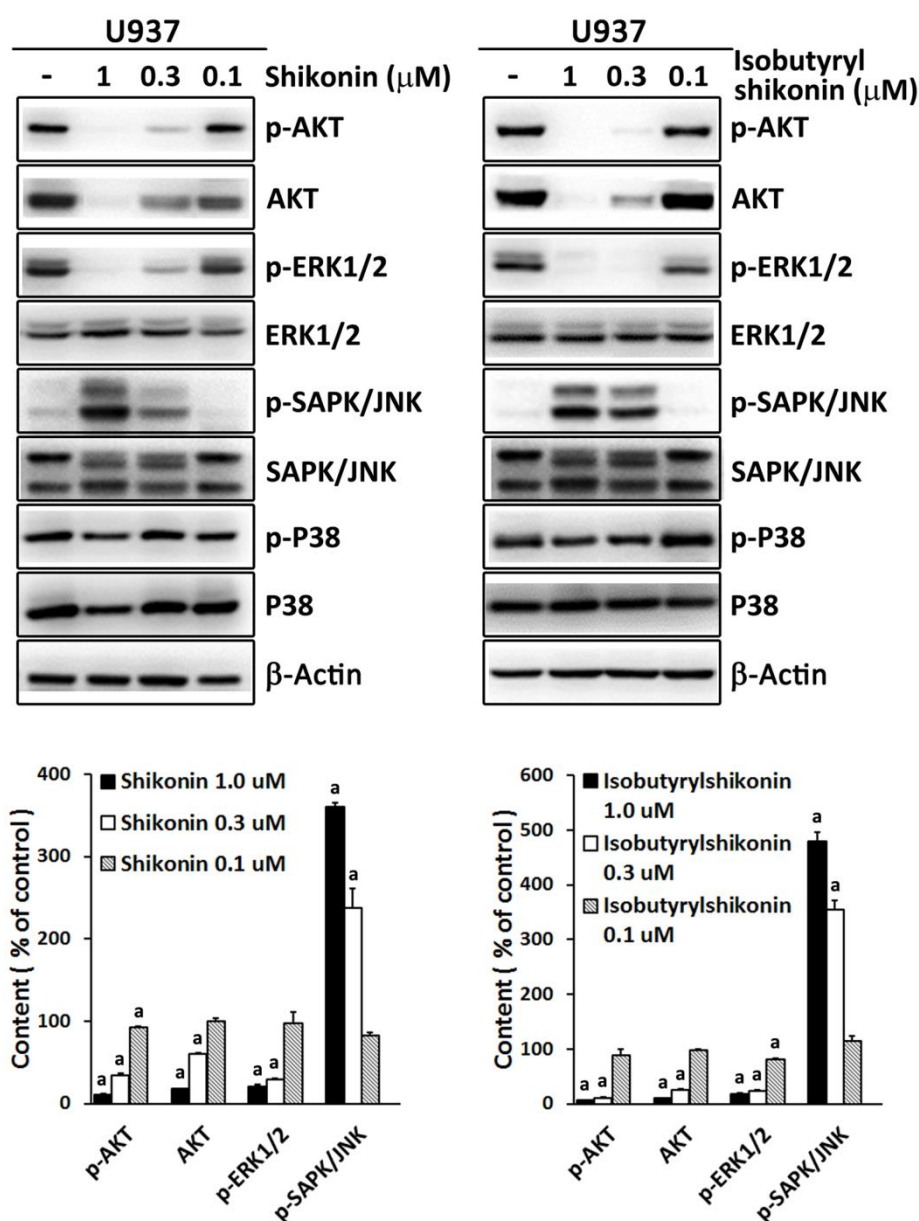 U937
- 1 0.3 0.1 Shikonin (μM)
p-AKT
AKT
p-ERK1/2
ERK1/2
p-SAPK/JNK
SAPK/JNK
p-P38
P38
β-Actin
U937
- 1 0.3 0.1 Isobutyryl
shikonin (μM)
p-AKT
AKT
p-ERK1/2
ERK1/2
p-SAPK/JNK
SAPK/JNK
p-P38
P38
β-Actin
Content ( % of control )
400
300
200
100
0
Shikonin 1.0 uM
Shikonin 0.3 uM
Shikonin 0.1 uM
a a a
a a
a a
a a
p-AKT
AKT
p-ERK1/2
p-SAPK/JNK
Content ( % of control )
600
500
400
300
200
100
0
Isobutyrylshikonin
1.0 uM
Isobutyrylshikonin
0.3 uM
Isobutyrylshikonin
0.1 uM
a a
a a
a a a
a a
p-AKT
AKT
p-ERK1/2
p-SAPK/JNK